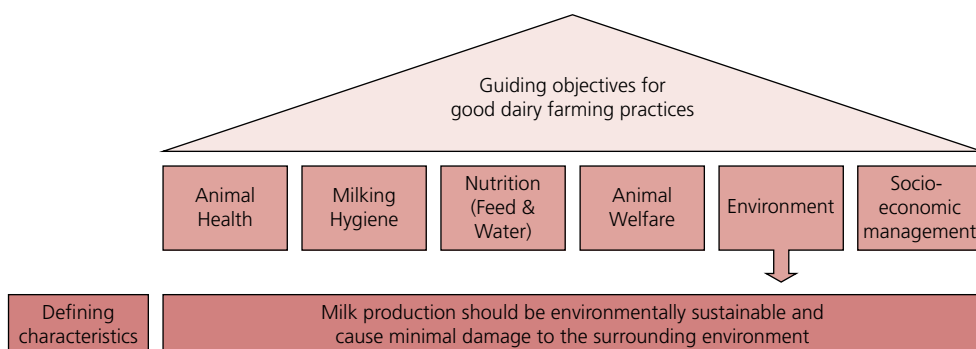 Guiding objectives for
good dairy farming practices
Animal
Health
Milking
Hygiene
Nutrition
(Feed &
Water)
Animal
Welfare
Environment
Socio-
economic
management
Defining
characteristics
Milk production should be environmentally sustainable and
cause minimal damage to the surrounding environment